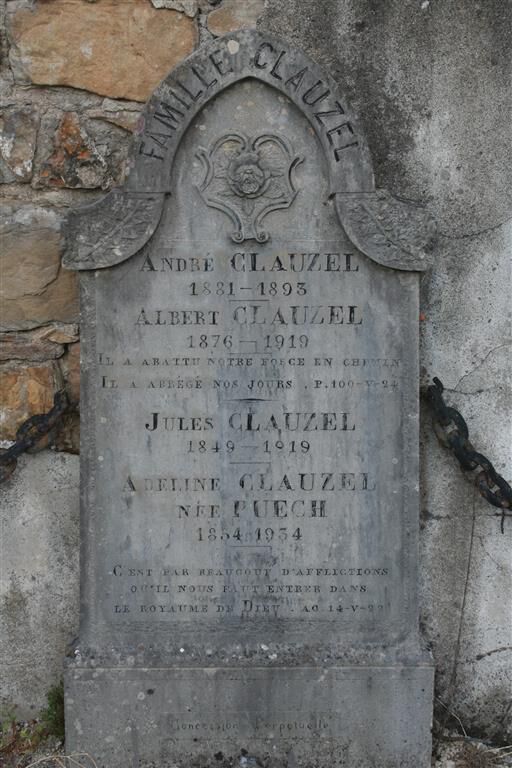 FAMILLE CLAUZEL
ANDRÉ CLAUZEL
1881-1893
ALBERT CLAUZEL
1876-1919
IL A ABATTU NOTRE FORCE EN CHEMIN
IL A ABRÉGÉ NOS JOURS . P. 100-V-24
JULES CLAUZEL
1849-1919
ADELINE CLAUZEL
NÉE PUECH
1854-1934
C'EST PAR BEAUCOUP D'AFFLICTIONS
QU'IL NOUS FAUT ENTRER DANS
LE ROYAUME DE DIEU . AC. 14-V-22
CONCESSION PERPETUELLE